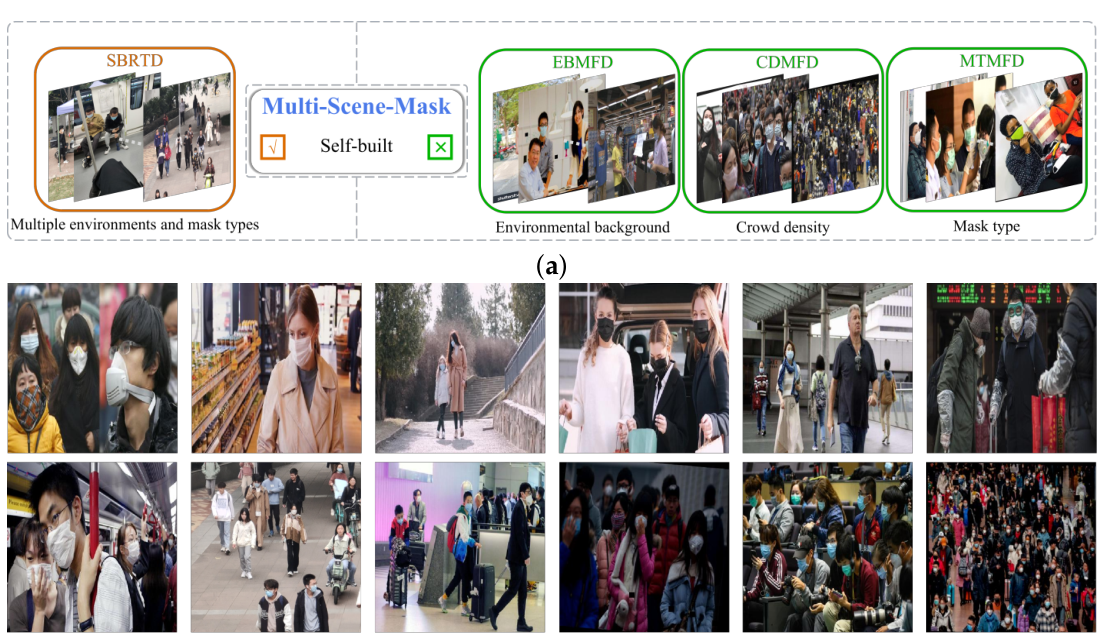 SBRTD
EBMFD
CDMFD
MTMFD
Multi-Scene-Mask
√
Self-built
×
Multiple environments and mask types
Environmental background
Crowd density
Mask type
(a)